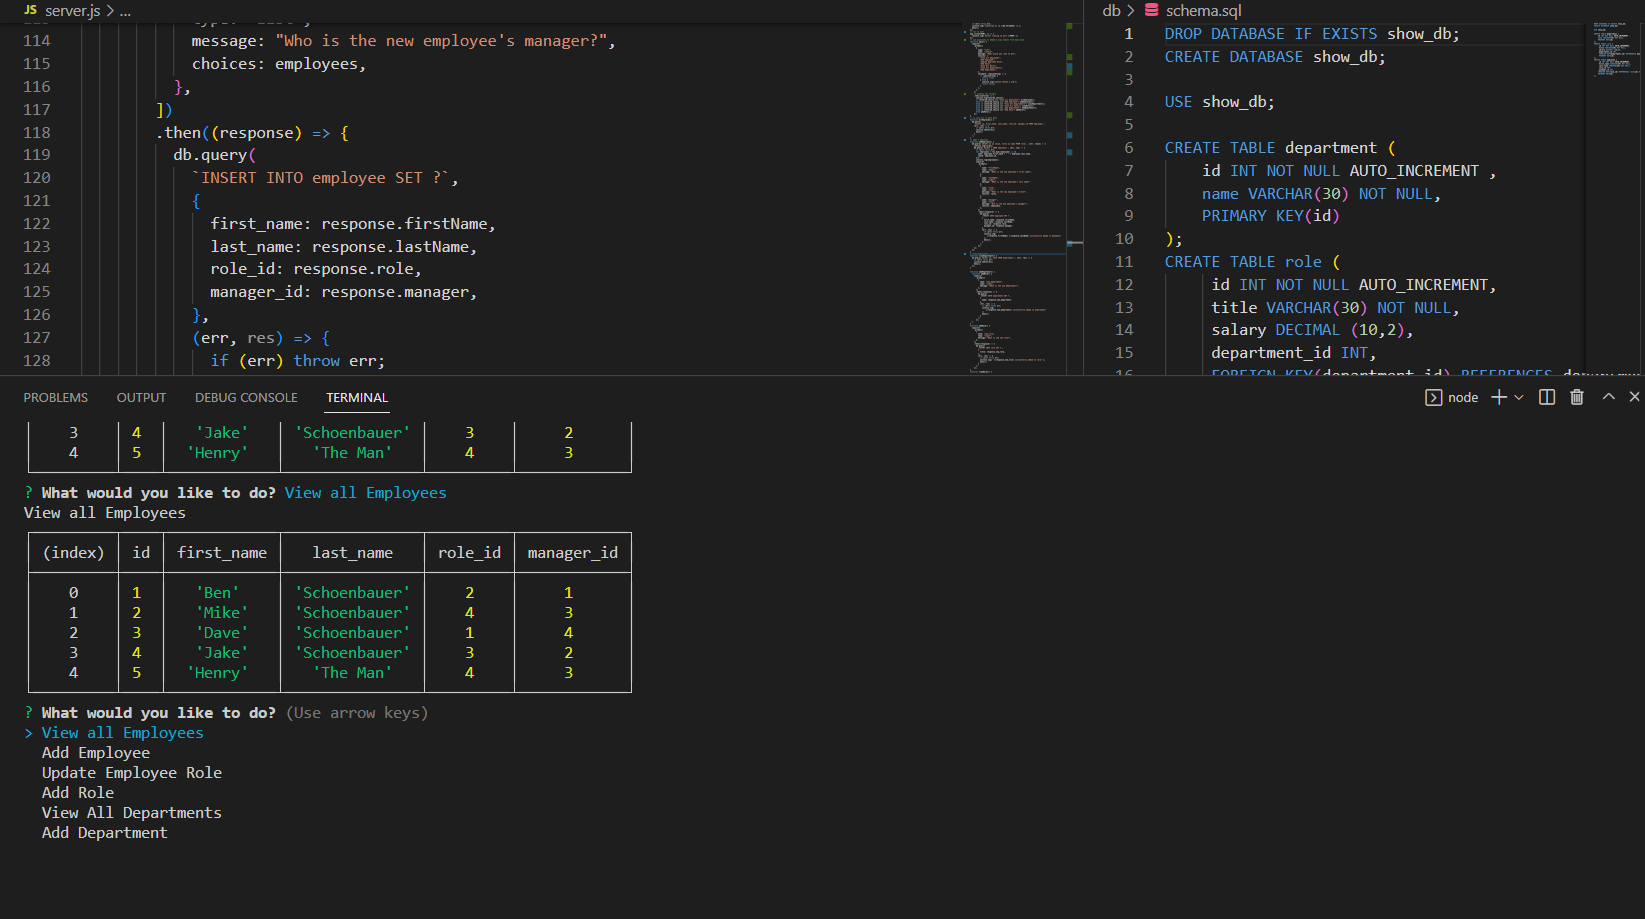 JS server.js > ...
message: "Who is the new employee's manager?",
114
choices: employees,
115
},
116
])
117
.then((response) => {
118
db.query(
119
`INSERT INTO employee SET ?`,
120
{
121
first_name: response.firstName,
122
last_name: response.lastName,
123
role_id: response.role,
124
manager_id: response.manager,
125
},
126
(err, res) => {
127
if (err) throw err;
128
db > schema.sql
1 DROP DATABASE IF EXISTS show_db;
2 CREATE DATABASE show_db;
3
4 USE show_db;
5
6 CREATE TABLE department (
7 id INT NOT NULL AUTO_INCREMENT ,
8 name VARCHAR(30) NOT NULL,
9 PRIMARY KEY(id)
10 );
11 CREATE TABLE role (
12 id INT NOT NULL AUTO_INCREMENT,
13 title VARCHAR(30) NOT NULL,
14 salary DECIMAL (10,2),
15 department_id INT,
16 FOREIGN KEY(department_id) REFERENCES
PROBLEMS OUTPUT DEBUG CONSOLE TERMINAL
node
3 4 'Jake' 'Schoenbauer' 3 2
4 5 'Henry' 'The Man' 4 3
? What would you like to do? View all Employees
View all Employees
(index) id first_name last_name role_id manager_id
0 1 'Ben' 'Schoenbauer' 2 1
1 2 'Mike' 'Schoenbauer' 4 3
2 3 'Dave' 'Schoenbauer' 1 4
3 4 'Jake' 'Schoenbauer' 3 2
4 5 'Henry' 'The Man' 4 3
? What would you like to do? (Use arrow keys)
> View all Employees
Add Employee
Update Employee Role
Add Role
View All Departments
Add Department